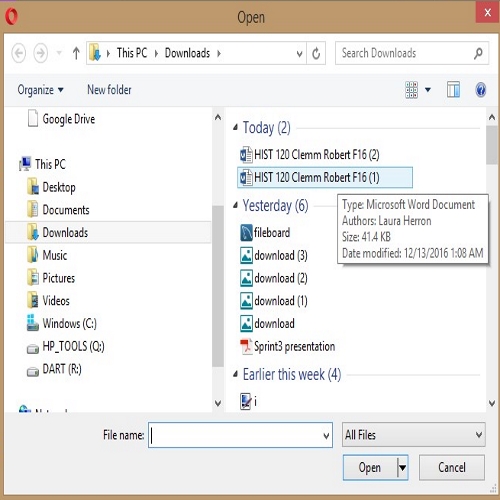 Open
This PC
Downloads
Search Downloads
Organize
New folder
Google Drive
This PC
Desktop
Documents
Downloads
Music
Pictures
Videos
Windows (C:)
HP_TOOLS (Q:)
DART (R:)
Today (2)
HIST 120 Clemm Robert F16 (2)
HIST 120 Clemm Robert F16 (1)
Type: Microsoft Word Document
Authors: Laura Herron
Size: 41.4 KB
Date modified: 12/13/2016 1:08 AM
Yesterday (6)
fileboard
download (3)
download (2)
download (1)
download
Sprint3 presentation
Earlier this week (4)
i
File name:
All Files
Open
Cancel